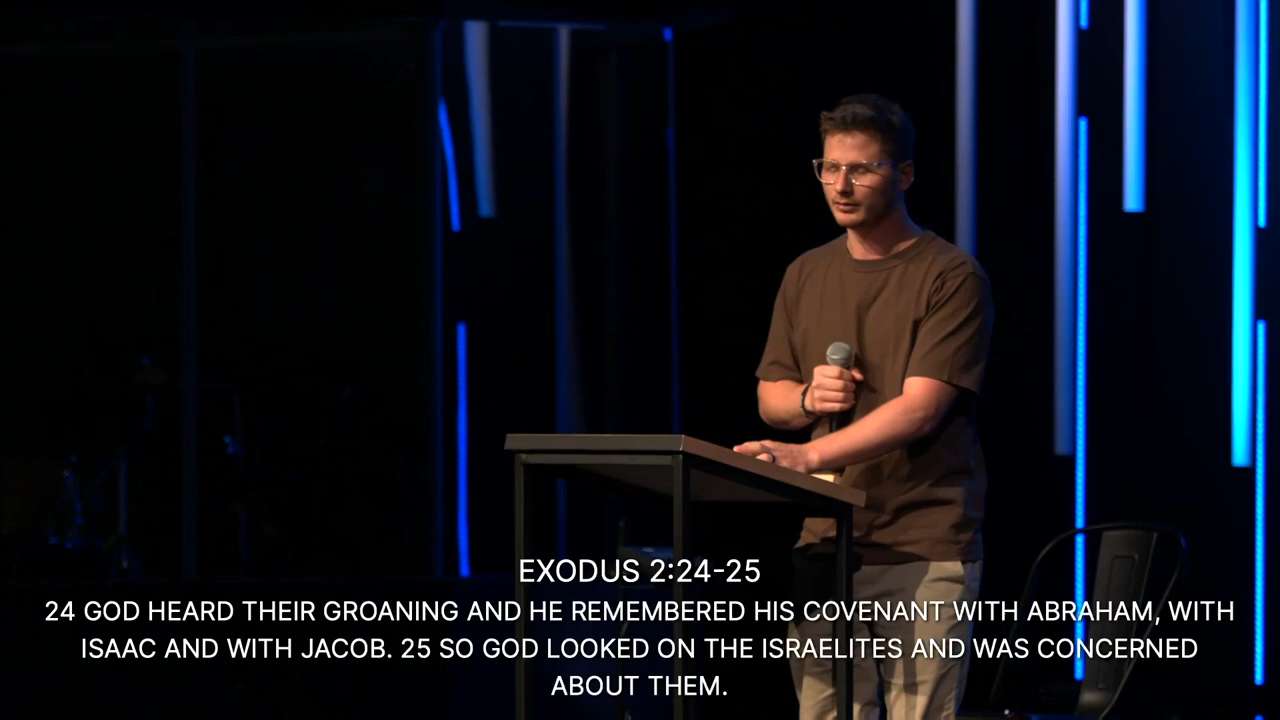 EXODUS 2:24-25
24 GOD HEARD THEIR GROANING AND HE REMEMBERED HIS COVENANT WITH ABRAHAM, WITH
ISAAC AND WITH JACOB. 25 SO GOD LOOKED ON THE ISRAELITES AND WAS CONCERNED
ABOUT THEM.